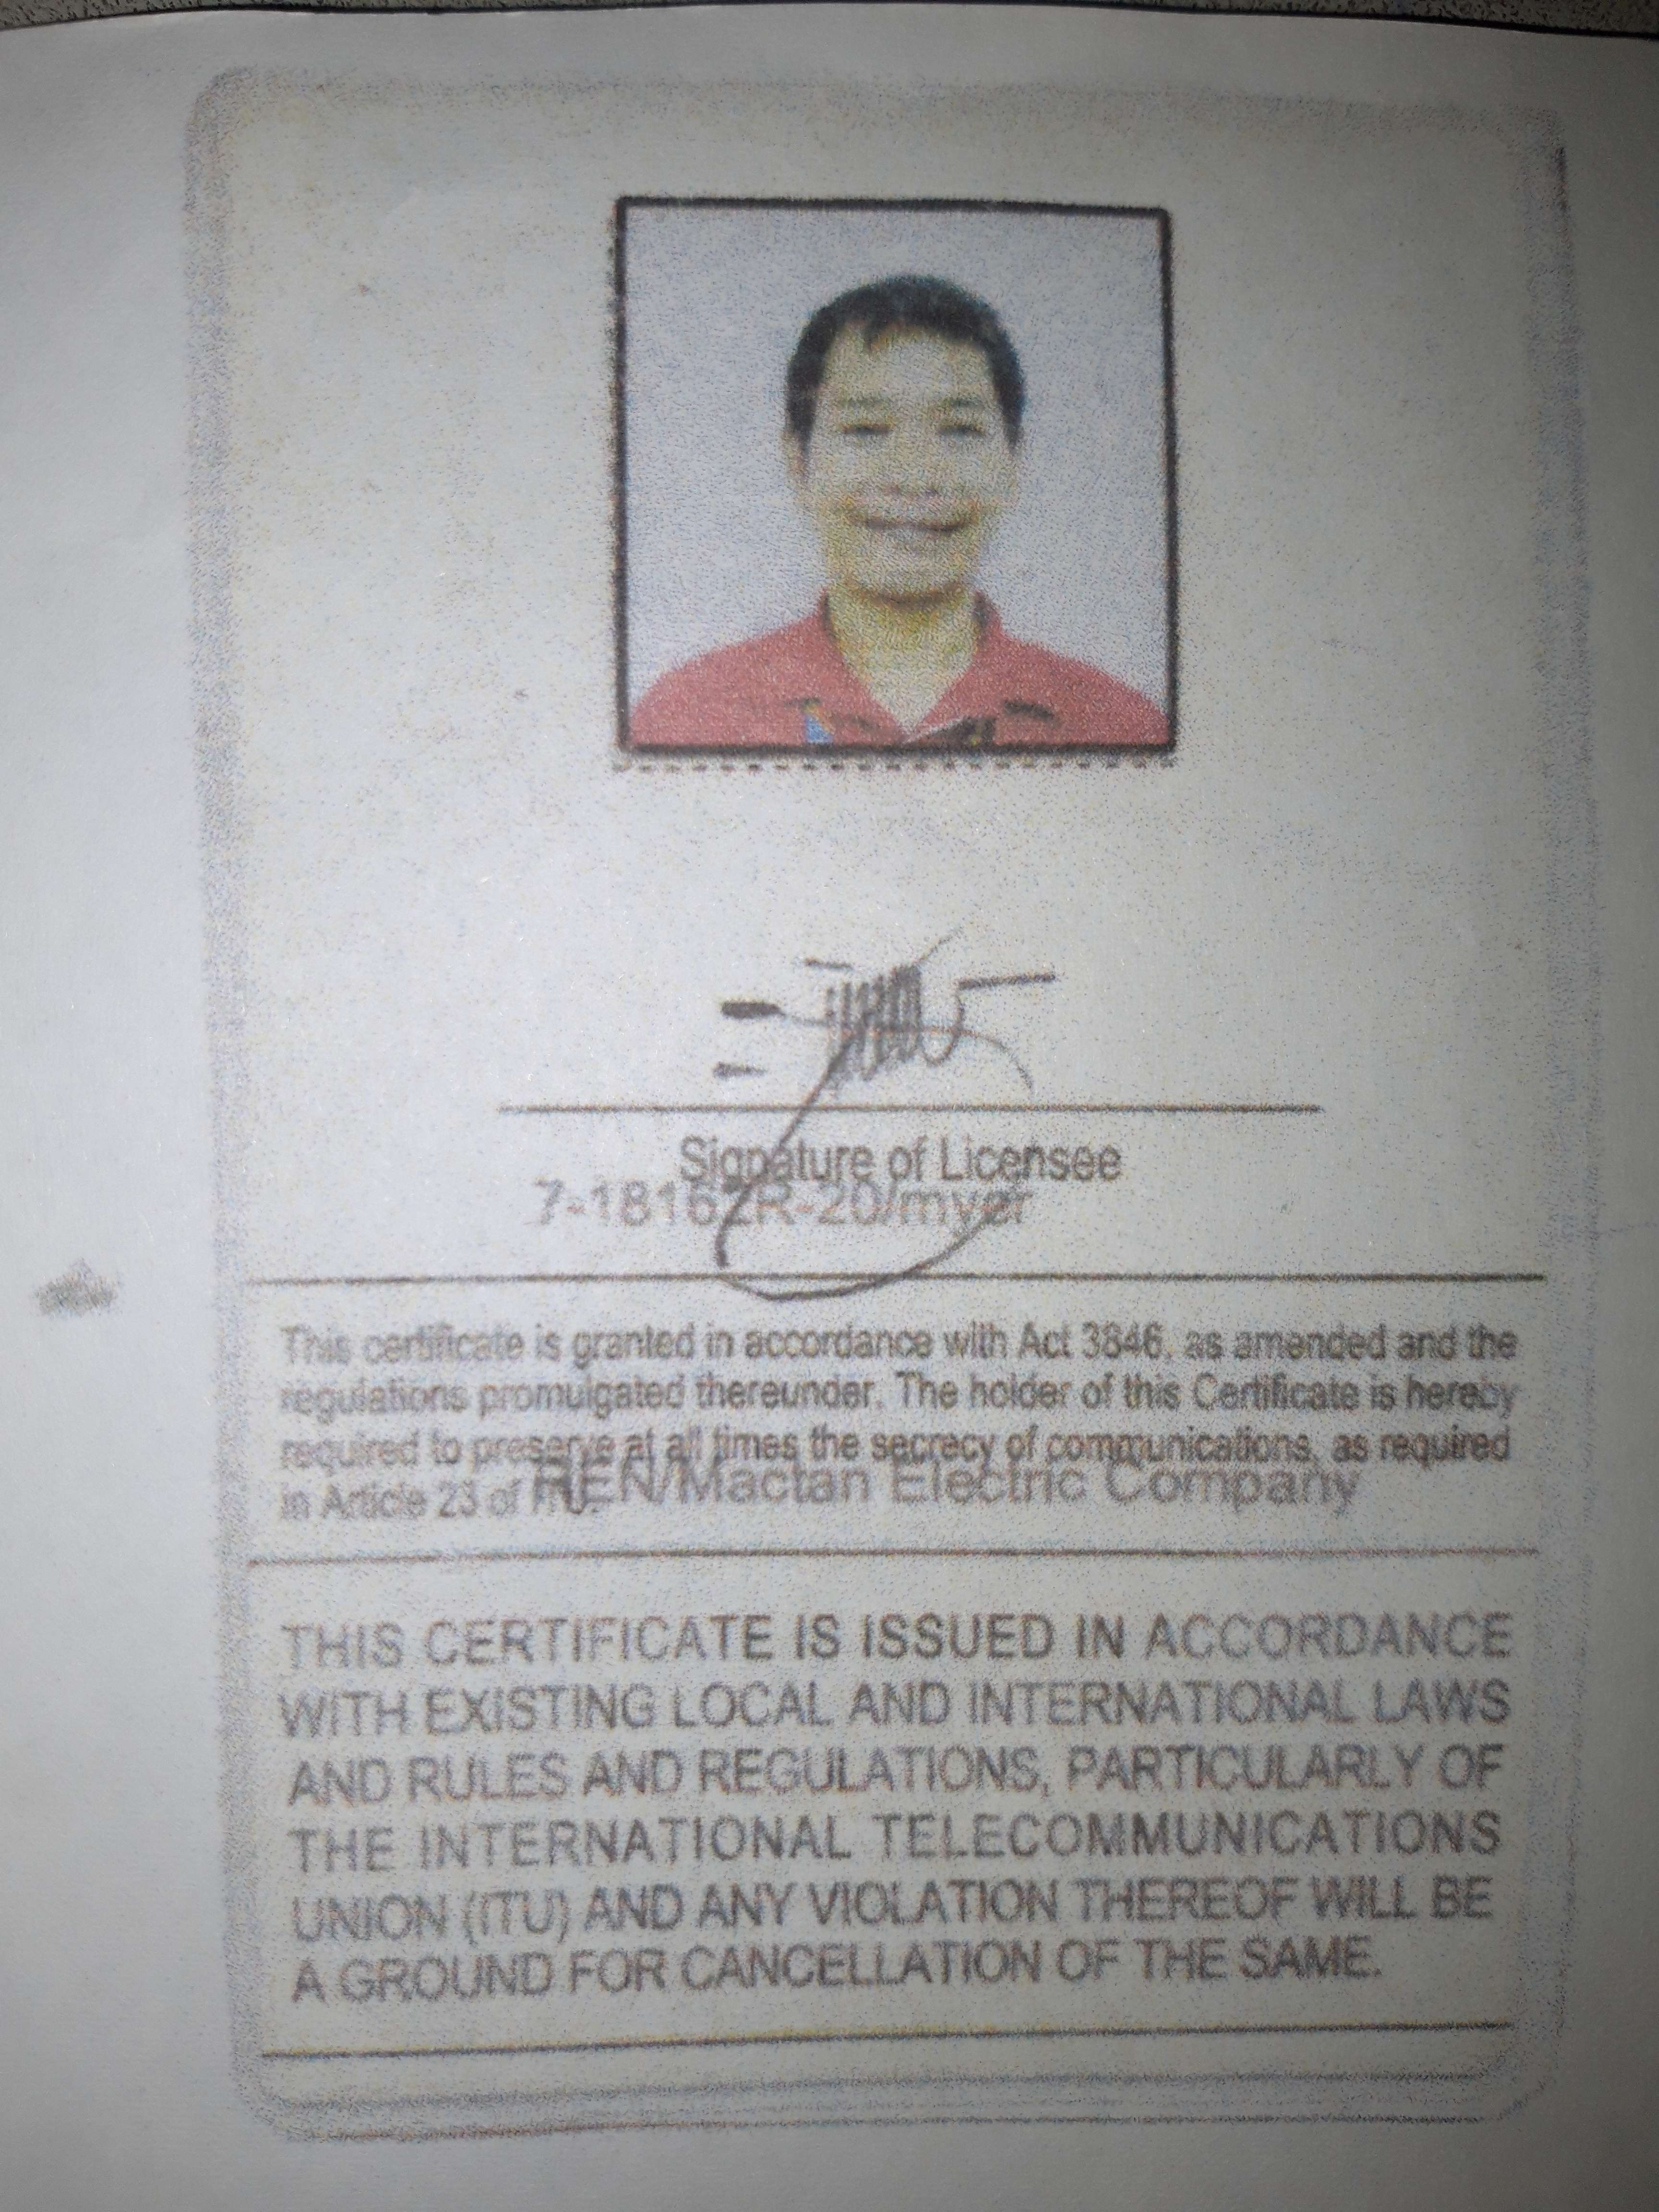 Signature of Licensee
7-18162R-20/myer
This certificate is granted in accordance with Act 3846, as amended and the
regulations promulgated thereunder. The holder of this Certificate is hereby
required to preserve at all times the secrecy of communications, as required
in Article 23 of
REN/Mactan Electric Company
THIS CERTIFICATE IS ISSUED IN ACCORDANCE
WITH EXISTING LOCAL AND INTERNATIONAL LAWS
AND RULES AND REGULATIONS, PARTICULARLY OF
THE INTERNATIONAL TELECOMMUNICATIONS
UNION (ITU) AND ANY VIOLATION THEREOF WILL BE
A GROUND FOR CANCELLATION OF THE SAME.